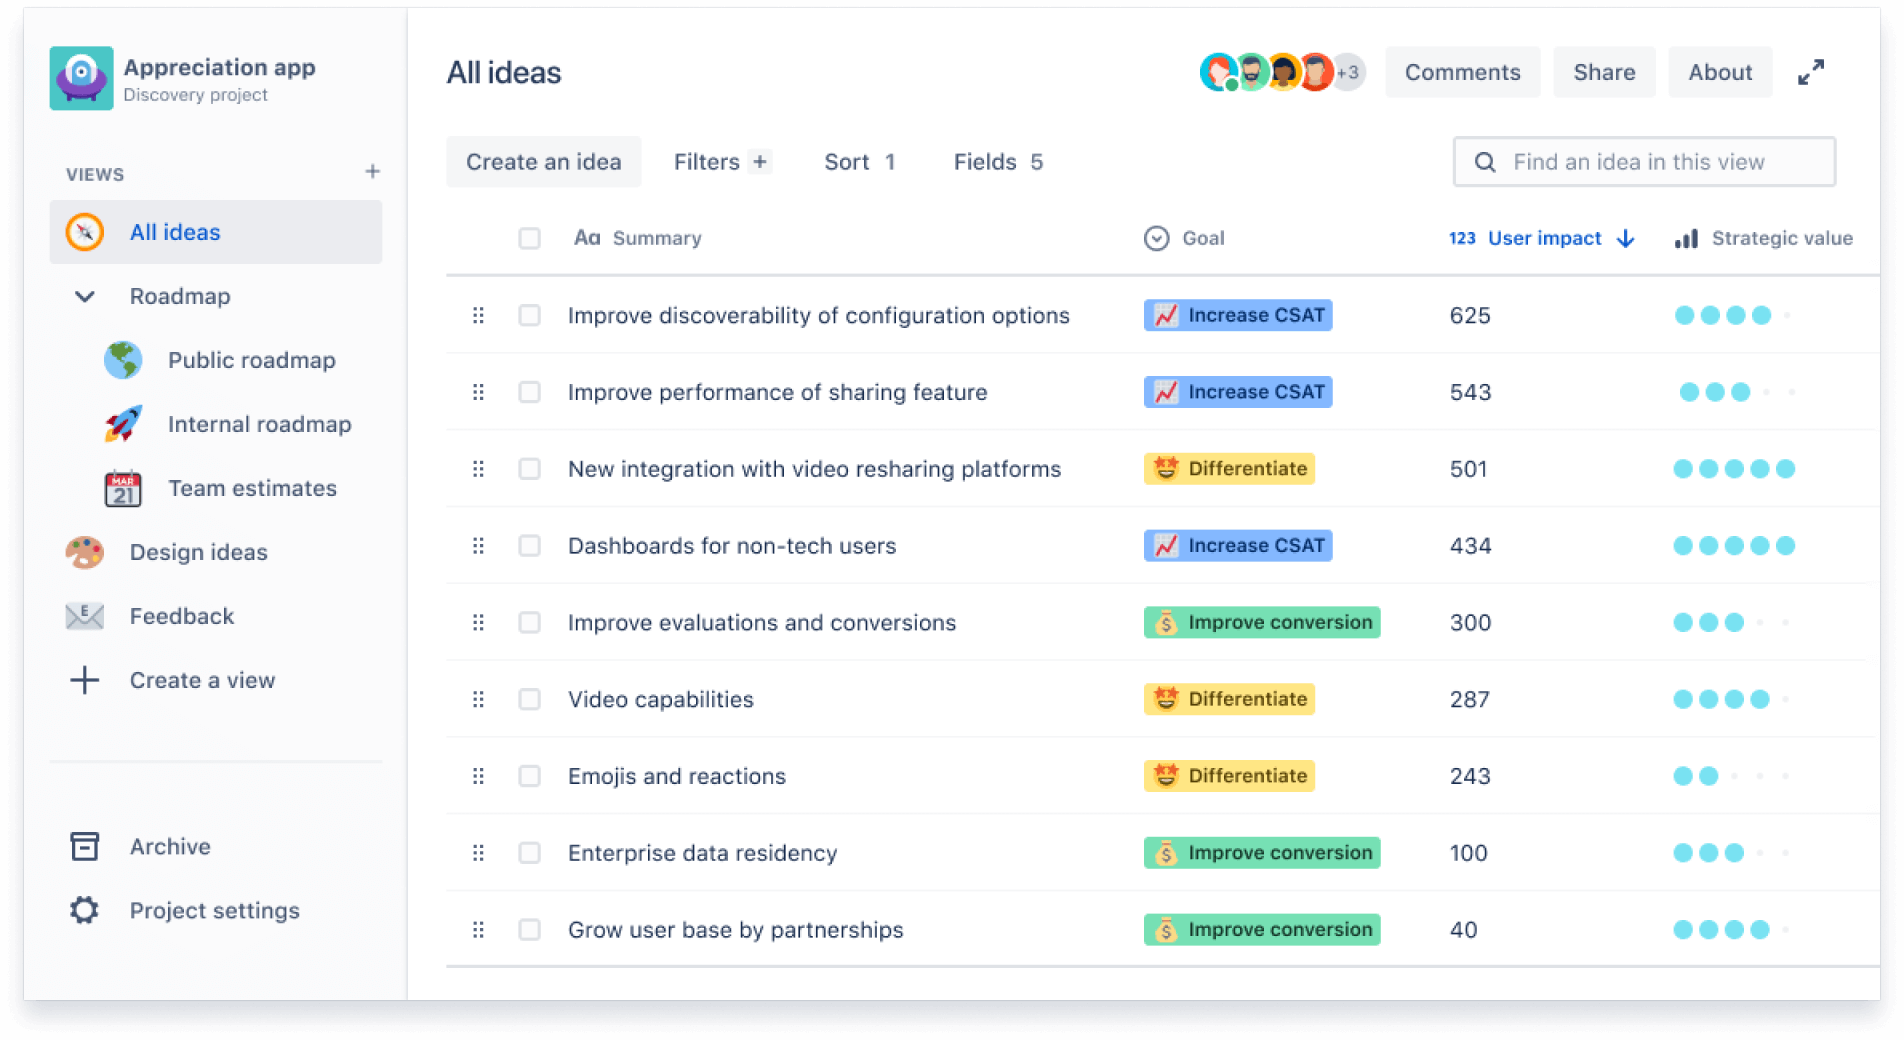 Appreciation app
Discovery project
VIEWS +
All ideas
Roadmap
Public roadmap
Internal roadmap
MAR
21
Team estimates
Design ideas
E
Feedback
Create a view
Archive
Project settings
All ideas
+3
Comments
Share
About
Create an idea
Filters +
Sort 1
Fields 5
Find an idea in this view
Aa Summary
Goal
123 User impact
Strategic value
Improve discoverability of configuration options Increase CSAT 625
Improve performance of sharing feature Increase CSAT 543
New integration with video resharing platforms Differentiate 501
Dashboards for non-tech users Increase CSAT 434
Improve evaluations and conversions $ Improve conversion 300
Video capabilities Differentiate 287
Emojis and reactions Differentiate 243
Enterprise data residency $ Improve conversion 100
Grow user base by partnerships $ Improve conversion 40